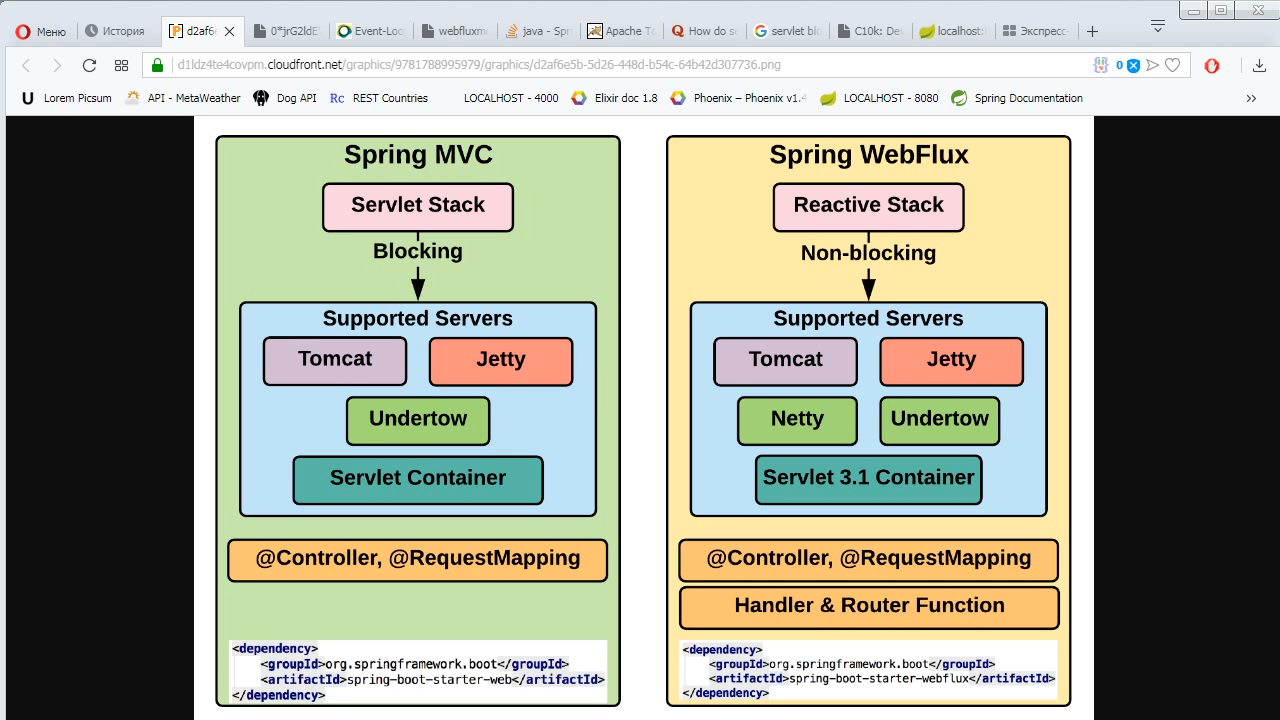 Меню
История
d2af6
0*jrG2ldE
Event-Loo
webfluxm
java - Spr
Apache To
How do s
servlet blo
C10k: De
localhost:
Экспресс-
d1ldz4te4covpm.cloudfront.net/graphics/9781788995979/graphics/d2af6e5b-5d26-448d-b54c-64b42d307736.png
0
U Lorem Picsum
API - MetaWeather
Dog API
Rc REST Countries
LOCALHOST - 4000
Elixir doc 1.8
Phoenix – Phoenix v1.4
LOCALHOST - 8080
Spring Documentation
Spring MVC
Servlet Stack
Blocking
Supported Servers
Tomcat
Jetty
Undertow
Servlet Container
@Controller, @RequestMapping
<dependency>
<groupId>org.springframework.boot</groupId>
<artifactId>spring-boot-starter-web</artifactId>
</dependency>
Spring WebFlux
Reactive Stack
Non-blocking
Supported Servers
Tomcat
Jetty
Netty
Undertow
Servlet 3.1 Container
@Controller, @RequestMapping
Handler & Router Function
<dependency>
<groupId>org.springframework.boot</groupId>
<artifactId>spring-boot-starter-webflux</artifactId>
</dependency>